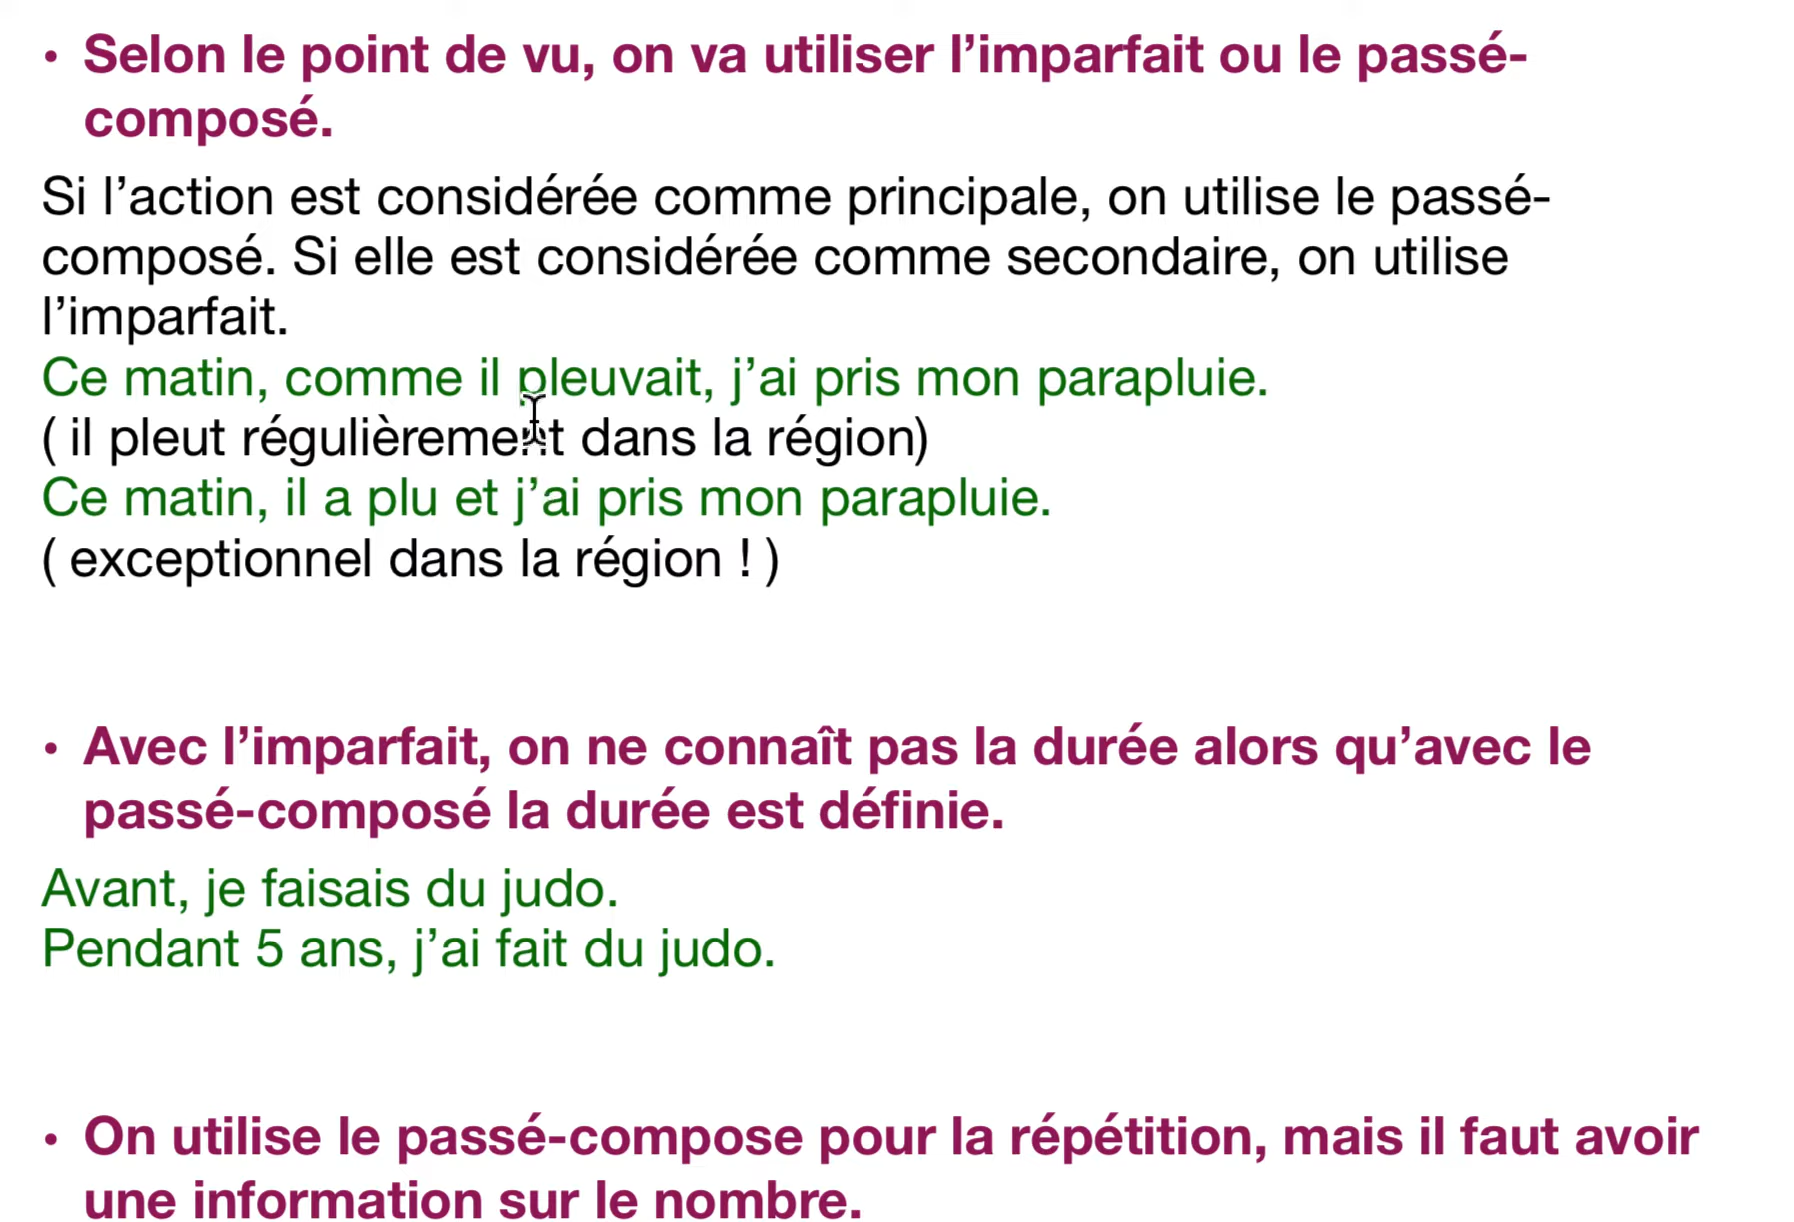 • Selon le point de vu, on va utiliser l’imparfait ou le passé-
composé.
Si l’action est considérée comme principale, on utilise le passé-
composé. Si elle est considérée comme secondaire, on utilise
l’imparfait.
Ce matin, comme il pleuvait, j’ai pris mon parapluie.
( il pleut régulièrement dans la région)
Ce matin, il a plu et j’ai pris mon parapluie.
( exceptionnel dans la région ! )
• Avec l’imparfait, on ne connaît pas la durée alors qu’avec le
passé-composé la durée est définie.
Avant, je faisais du judo.
Pendant 5 ans, j’ai fait du judo.
• On utilise le passé-compose pour la répétition, mais il faut avoir
une information sur le nombre.